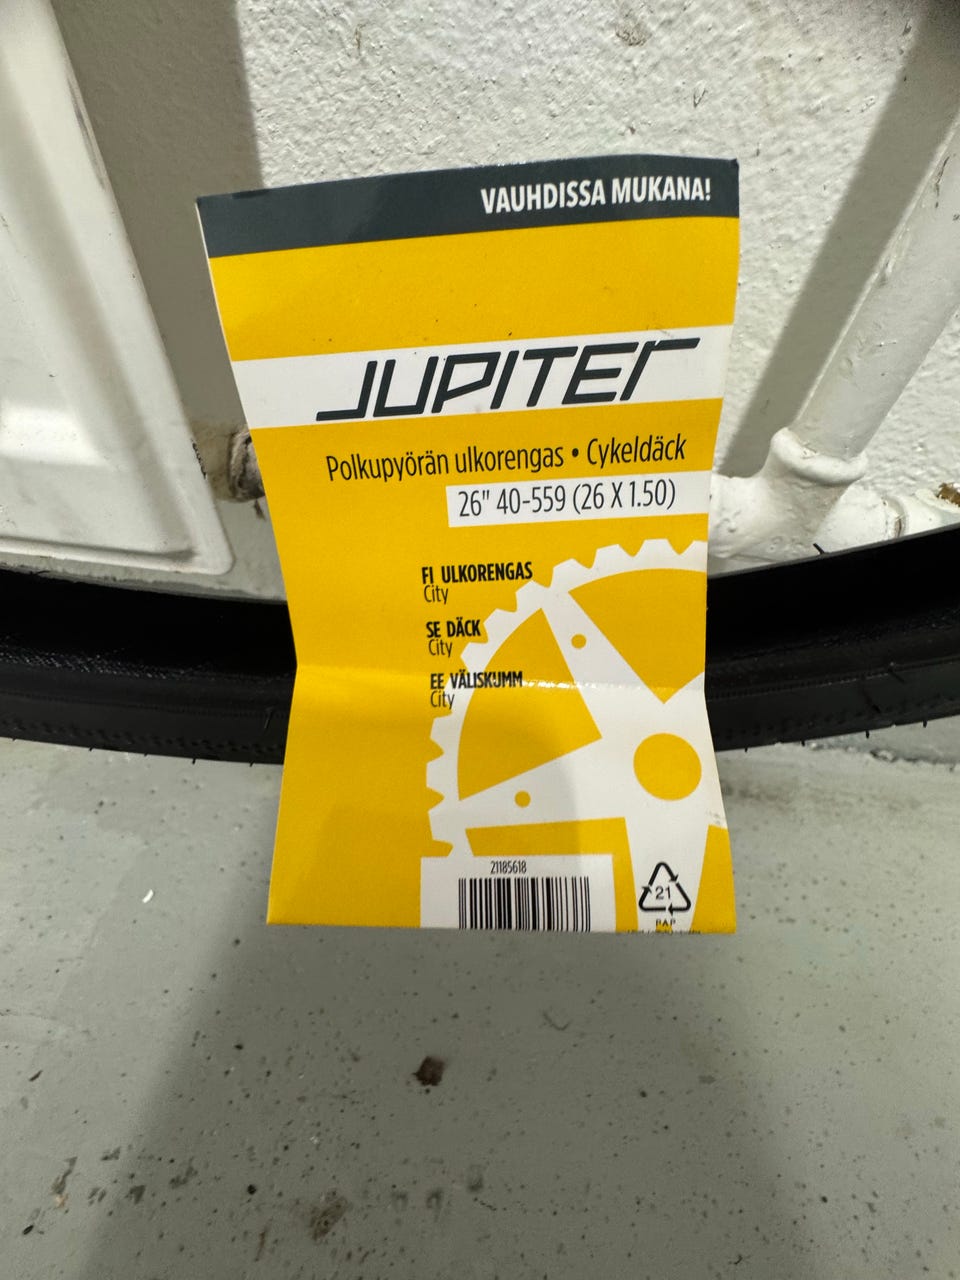 VAUHDISSA MUKANA!
JUPITER
Polkupyörän ulkorengas • Cykeldäck
26" 40-559 (26 X 1.50)
FI ULKORENGAS
City
SE DÄCK
City
EE VÄLISKUMM
City
21185618
21
PAP